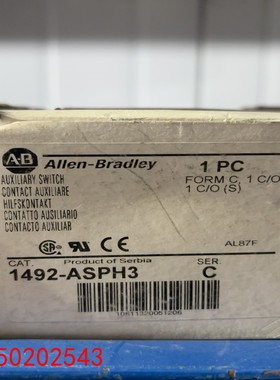 A-B Allen-Bradley 1 PC
AUXILIARY SWITCH
CONTACT AUXILIARE
HILFSKONTAKT
CONTATTO AUSILIARIO
CONTACTO AUXILIAR
FORM C, 1 C/O
1 C/O (S)
AL87F
Product of Serbia
CAT. SER.
1492-ASPH3 C
50202543